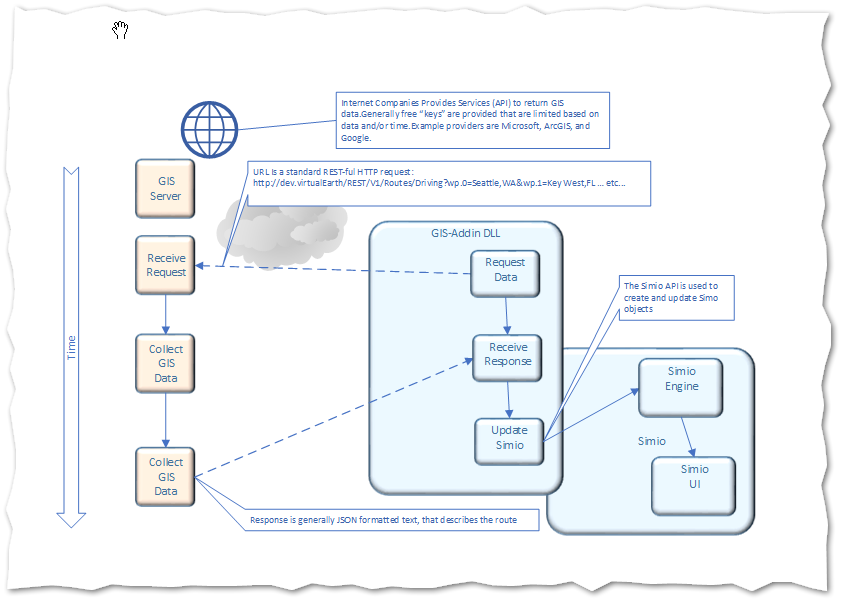 Internet Companies Provides Services (API) to return GIS
data.Generally free “keys” are provided that are limited based on
data and/or time.Example providers are Microsoft, ArcGIS, and
Google.
URL is a standard REST-ful HTTP request:
http://dev.virtualEarth/REST/V1/Routes/Driving?wp.0=Seattle,WA&wp.1=Key West,FL ... etc...
GIS
Server
GIS-Addin DLL
Receive
Request
Request
Data
The Simio API is used to
create and update Simo
objects
Time
Collect
GIS
Data
Receive
Response
Simio
Engine
Update
Simio
Simio
Collect
GIS
Data
Simio
UI
Response is generally JSON formatted text, that describes the route